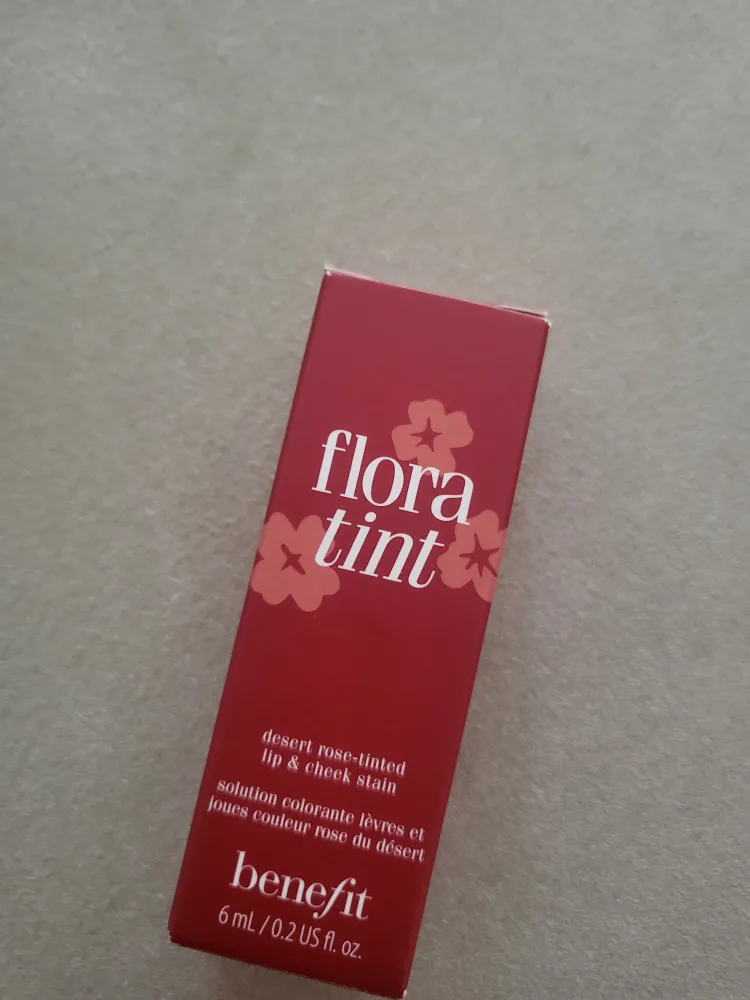 flora
tint
desert rose-tinted
lip & cheek stain
solution colorante lèvres et
joues couleur rose du désert
benefit
6 mL / 0.2 US fl. oz.